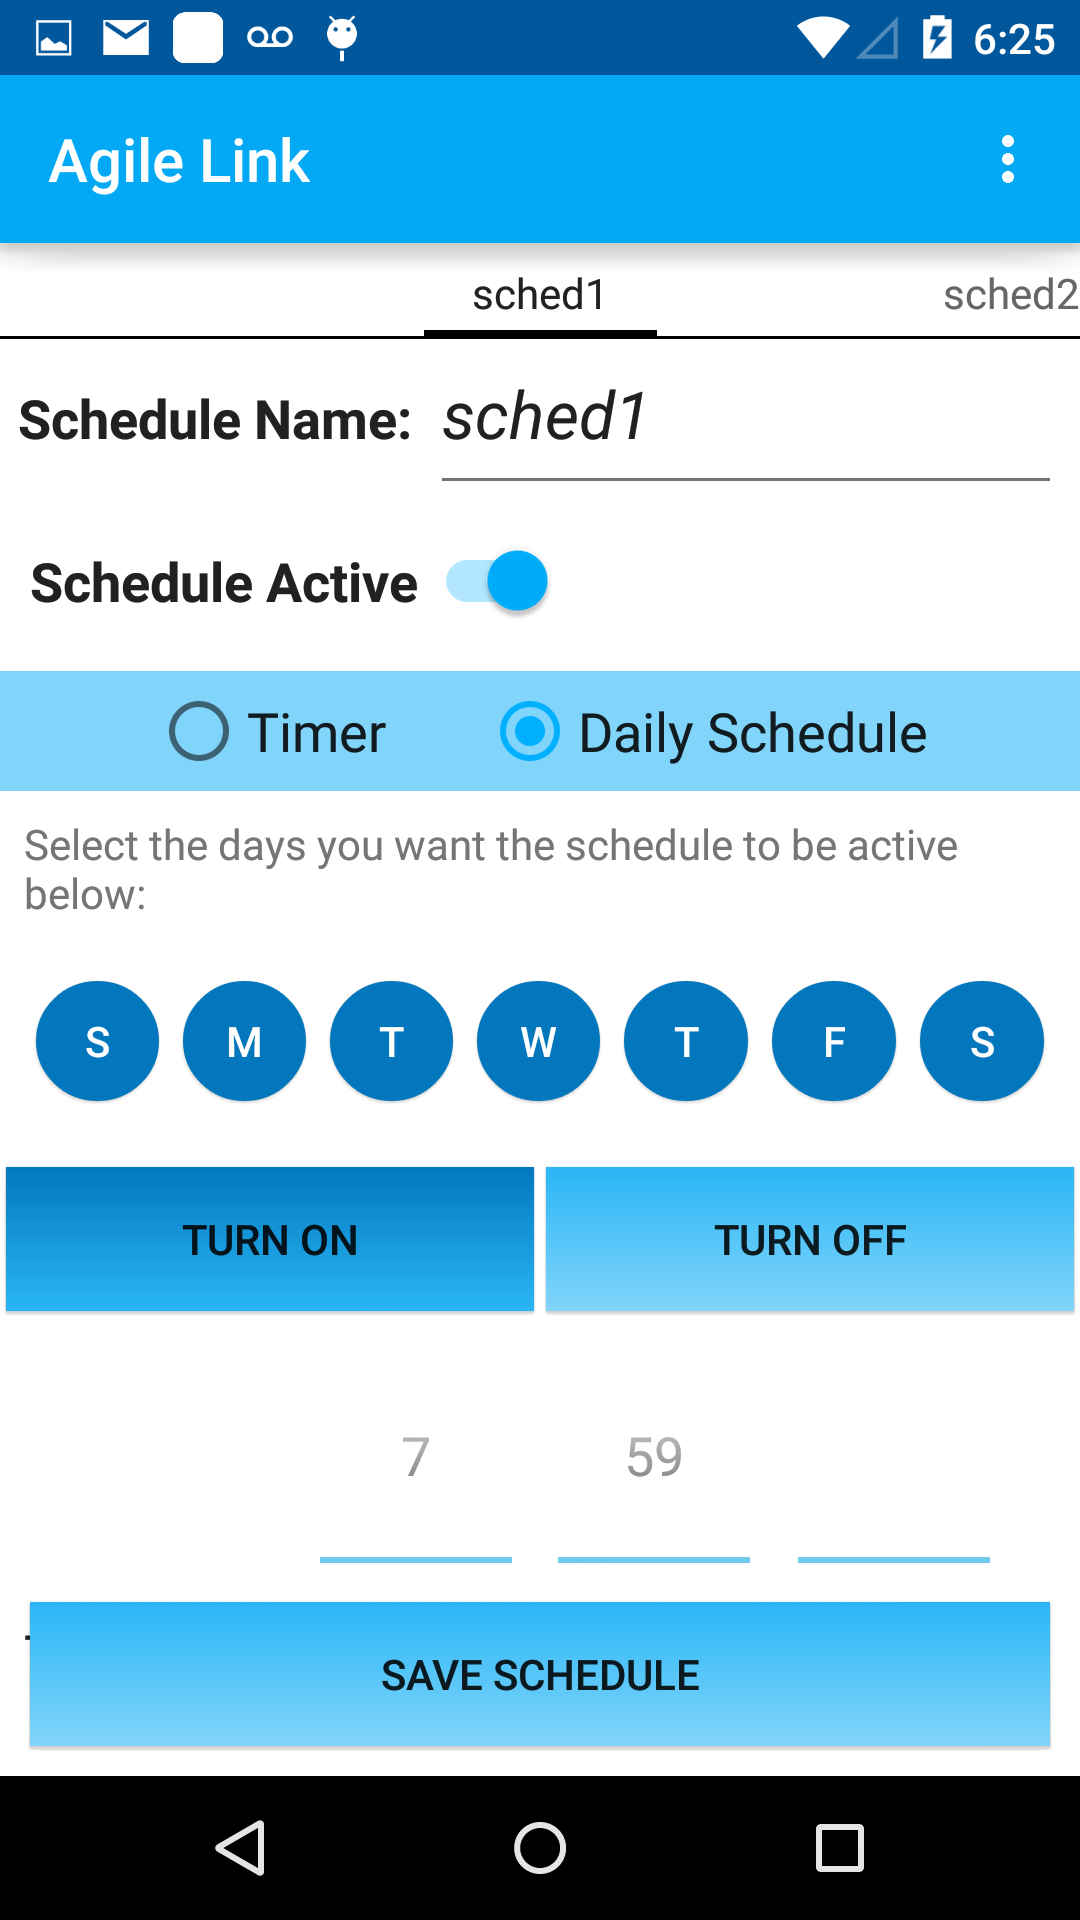 6:25
Agile Link
sched1 sched2
Schedule Name: sched1
Schedule Active
Timer Daily Schedule
Select the days you want the schedule to be active
below:
S M T W T F S
TURN ON TURN OFF
7 59
SAVE SCHEDULE